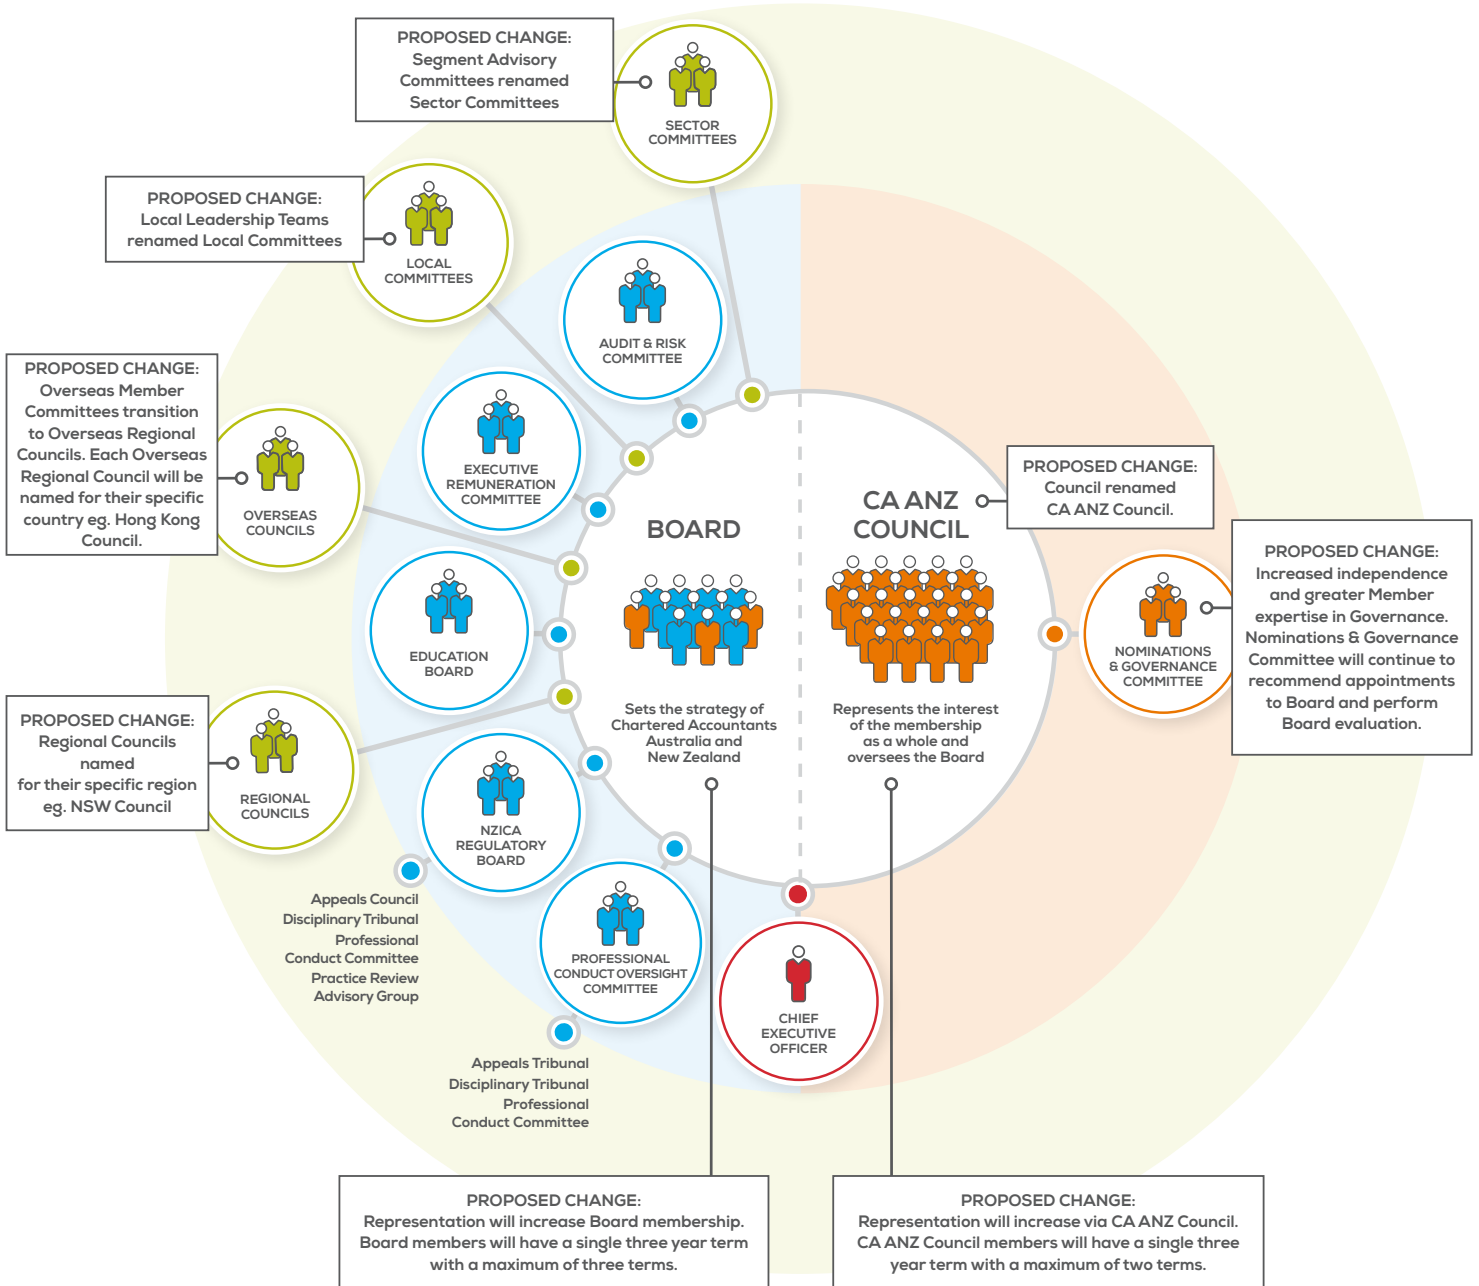 PROPOSED CHANGE:
Segment Advisory
Committees renamed
Sector Committees
SECTOR
COMMITTEES
PROPOSED CHANGE:
Local Leadership Teams
renamed Local Committees
LOCAL
COMMITTEES
AUDIT & RISK
COMMITTEE
PROPOSED CHANGE:
Overseas Member
Committees transition
to Overseas Regional
Councils. Each Overseas
Regional Council will be
named for their specific
country eg. Hong Kong
Council.
OVERSEAS
COUNCILS
EXECUTIVE
REMUNERATION
COMMITTEE
BOARD
Sets the strategy of
Chartered Accountants
Australia and
New Zealand
CA ANZ
COUNCIL
Represents the interest
of the membership
as a whole and
oversees the Board
PROPOSED CHANGE:
Council renamed
CA ANZ Council.
NOMINATIONS
& GOVERNANCE
COMMITTEE
PROPOSED CHANGE:
Increased independence
and greater Member
expertise in Governance.
Nominations & Governance
Committee will continue to
recommend appointments
to Board and perform
Board evaluation.
EDUCATION
BOARD
PROPOSED CHANGE:
Regional Councils
named
for their specific region
eg. NSW Council
REGIONAL
COUNCILS
NZICA
REGULATORY
BOARD
Appeals Council
Disciplinary Tribunal
Professional
Conduct Committee
Practice Review
Advisory Group
PROFESSIONAL
CONDUCT OVERSIGHT
COMMITTEE
Appeals Tribunal
Disciplinary Tribunal
Professional
Conduct Committee
CHIEF
EXECUTIVE
OFFICER
PROPOSED CHANGE:
Representation will increase Board membership.
Board members will have a single three year term
with a maximum of three terms.
PROPOSED CHANGE:
Representation will increase via CA ANZ Council.
CA ANZ Council members will have a single three
year term with a maximum of two terms.